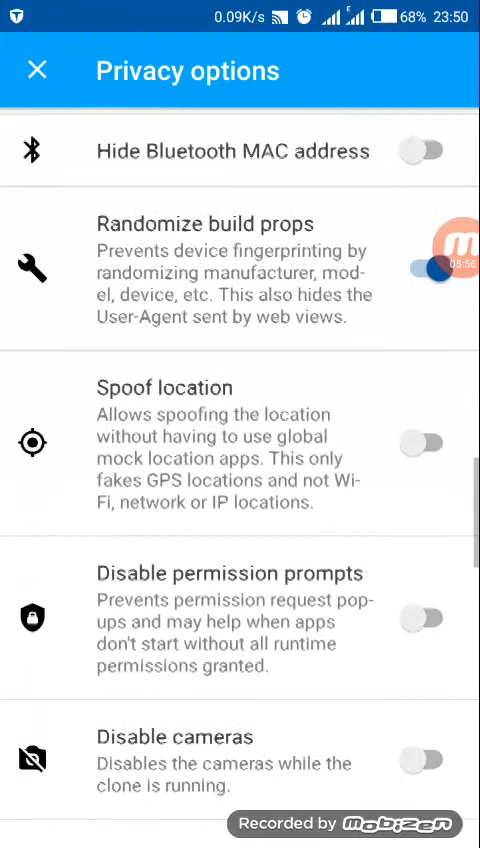 0.09K/s E 68% 23:50
Privacy options
Hide Bluetooth MAC address
Randomize build props
Prevents device fingerprinting by
randomizing manufacturer, mod-
el, device, etc. This also hides the
User-Agent sent by web views.
05:56
Spoof location
Allows spoofing the location
without having to use global
mock location apps. This only
fakes GPS locations and not Wi-
Fi, network or IP locations.
Disable permission prompts
Prevents permission request pop-
ups and may help when apps
don't start without all runtime
permissions granted.
Disable cameras
Disables the cameras while the
clone is running.
Recorded by mobizen